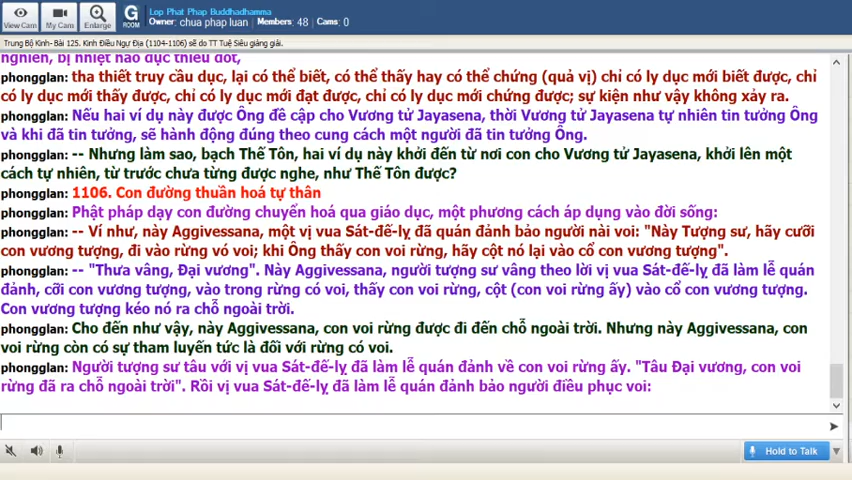 View Cam
My Cam
Enlarge
G
ROOM
Lop Phat Phap Buddhadhamma
Owner: chua phap luan Members: 48 Cams: 0
Trung Bộ Kinh- Bài 125. Kinh Điều Ngự Địa (1104-1106) sẽ do TT Tuệ Siêu giảng giải.
nghiền, bị nhiệt não dục thiêu đốt,
phongglan: tha thiết truy cầu dục, lại có thể biết, có thể thấy hay có thể chứng (quả vị) chỉ có ly dục mới biết được, chỉ
có ly dục mới thấy được, chỉ có ly dục mới đạt được, chỉ có ly dục mới chứng được; sự kiện như vậy không xảy ra.
phongglan: Nếu hai ví dụ này được Ông đề cập cho Vương tử Jayasena, thời Vương tử Jayasena tự nhiên tin tưởng Ông
và khi đã tin tưởng, sẽ hành động đúng theo cung cách một người đã tin tưởng Ông.
phongglan: -- Nhưng làm sao, bạch Thế Tôn, hai ví dụ này khởi đến từ nơi con cho Vương tử Jayasena, khởi lên một
cách tự nhiên, từ trước chưa từng được nghe, như Thế Tôn được?
phongglan: 1106. Con đường thuần hoá tự thân
phongglan: Phật pháp dạy con đường chuyển hoá qua giáo dục, một phương cách áp dụng vào đời sống:
phongglan: -- Ví như, này Aggivessana, một vị vua Sát-đế-lỵ đã quán đảnh bảo người nài voi: "Này Tượng sư, hãy cưỡi
con vương tượng, đi vào rừng vó voi; khi Ông thấy con voi rừng, hãy cột nó lại vào cổ con vương tượng".
phongglan: -- "Thưa vâng, Đại vương". Này Aggivessana, người tượng sư vâng theo lời vị vua Sát-đế-lỵ đã làm lễ quán
đảnh, cỡi con vương tượng, vào trong rừng có voi, thấy con voi rừng, cột (con voi rừng ấy) vào cổ con vương tượng.
Con vương tượng kéo nó ra chỗ ngoài trời.
phongglan: Cho đến như vậy, này Aggivessana, con voi rừng được đi đến chỗ ngoài trời. Nhưng này Aggivessana, con
voi rừng còn có sự tham luyến tức là đối với rừng có voi.
phongglan: Người tượng sư tâu với vị vua Sát-đế-lỵ đã làm lễ quán đảnh về con voi rừng ấy. "Tâu Đại vương, con voi
rừng đã ra chỗ ngoài trời". Rồi vị vua Sát-đế-lỵ đã làm lễ quán đảnh bảo người điều phục voi:
Hold to Talk